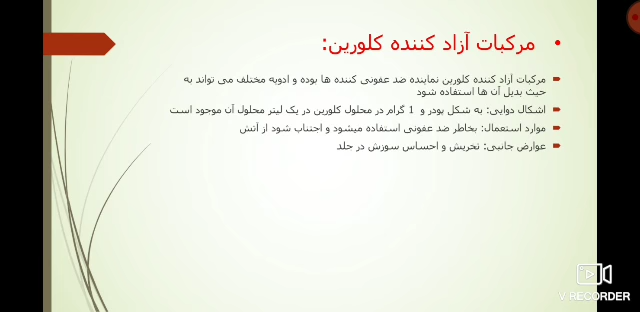 مرکبات آزاد کننده کلورین:
مرکبات آزاد کننده کلورین نماینده ضد عفونی کننده ها بوده و ادویه مختلف می تواند به
حیث بدیل آن ها استفاده شود
اشکال دوایی: به شکل پودر و 1 گرام در محلول کلورین در یک لیتر محلول آن موجود است
موارد استعمال: بخاطر ضد عفونی استفاده میشود و اجتناب شود از آتش
عوارض جانبی: تخریش و احساس سوزش در جلد
V.RECORDER